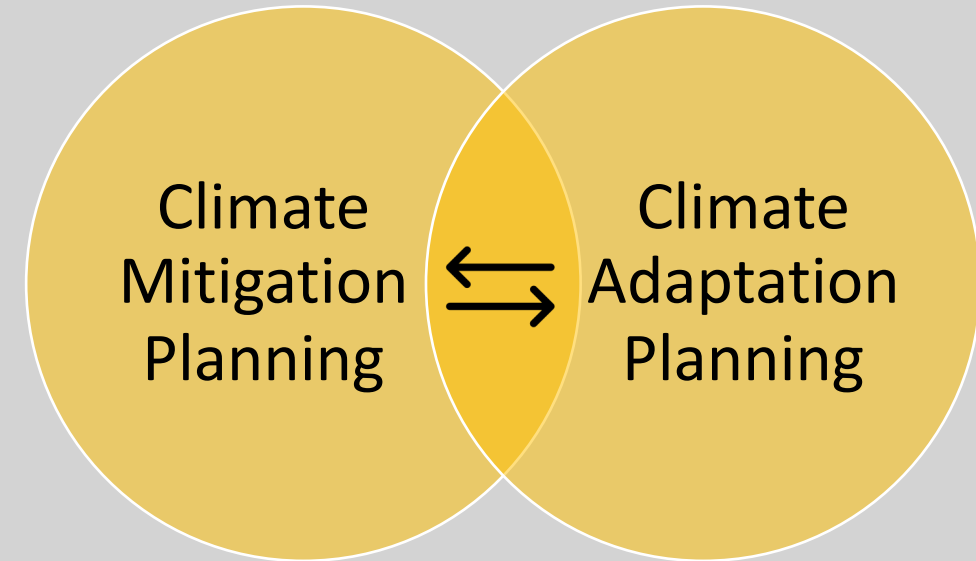 Climate
Mitigation
Planning
Climate
Adaptation
Planning